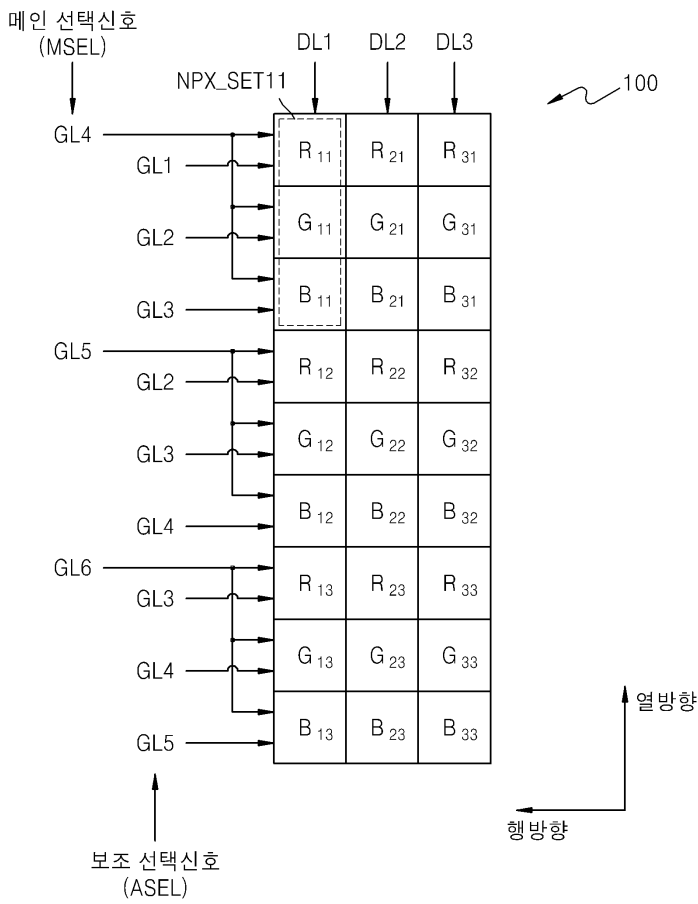 메인 선택신호
(MSEL)
DL1 DL2 DL3
NPX_SET11
100
GL4
R11 R21 R31
GL1
G11 G21 G31
GL2
B11 B21 B31
GL3
GL5
R12 R22 R32
GL2
G12 G22 G32
GL3
B12 B22 B32
GL4
GL6
R13 R23 R33
GL3
G13 G23 G33
GL4
B13 B23 B33
GL5
열방향
행방향
보조 선택신호
(ASEL)